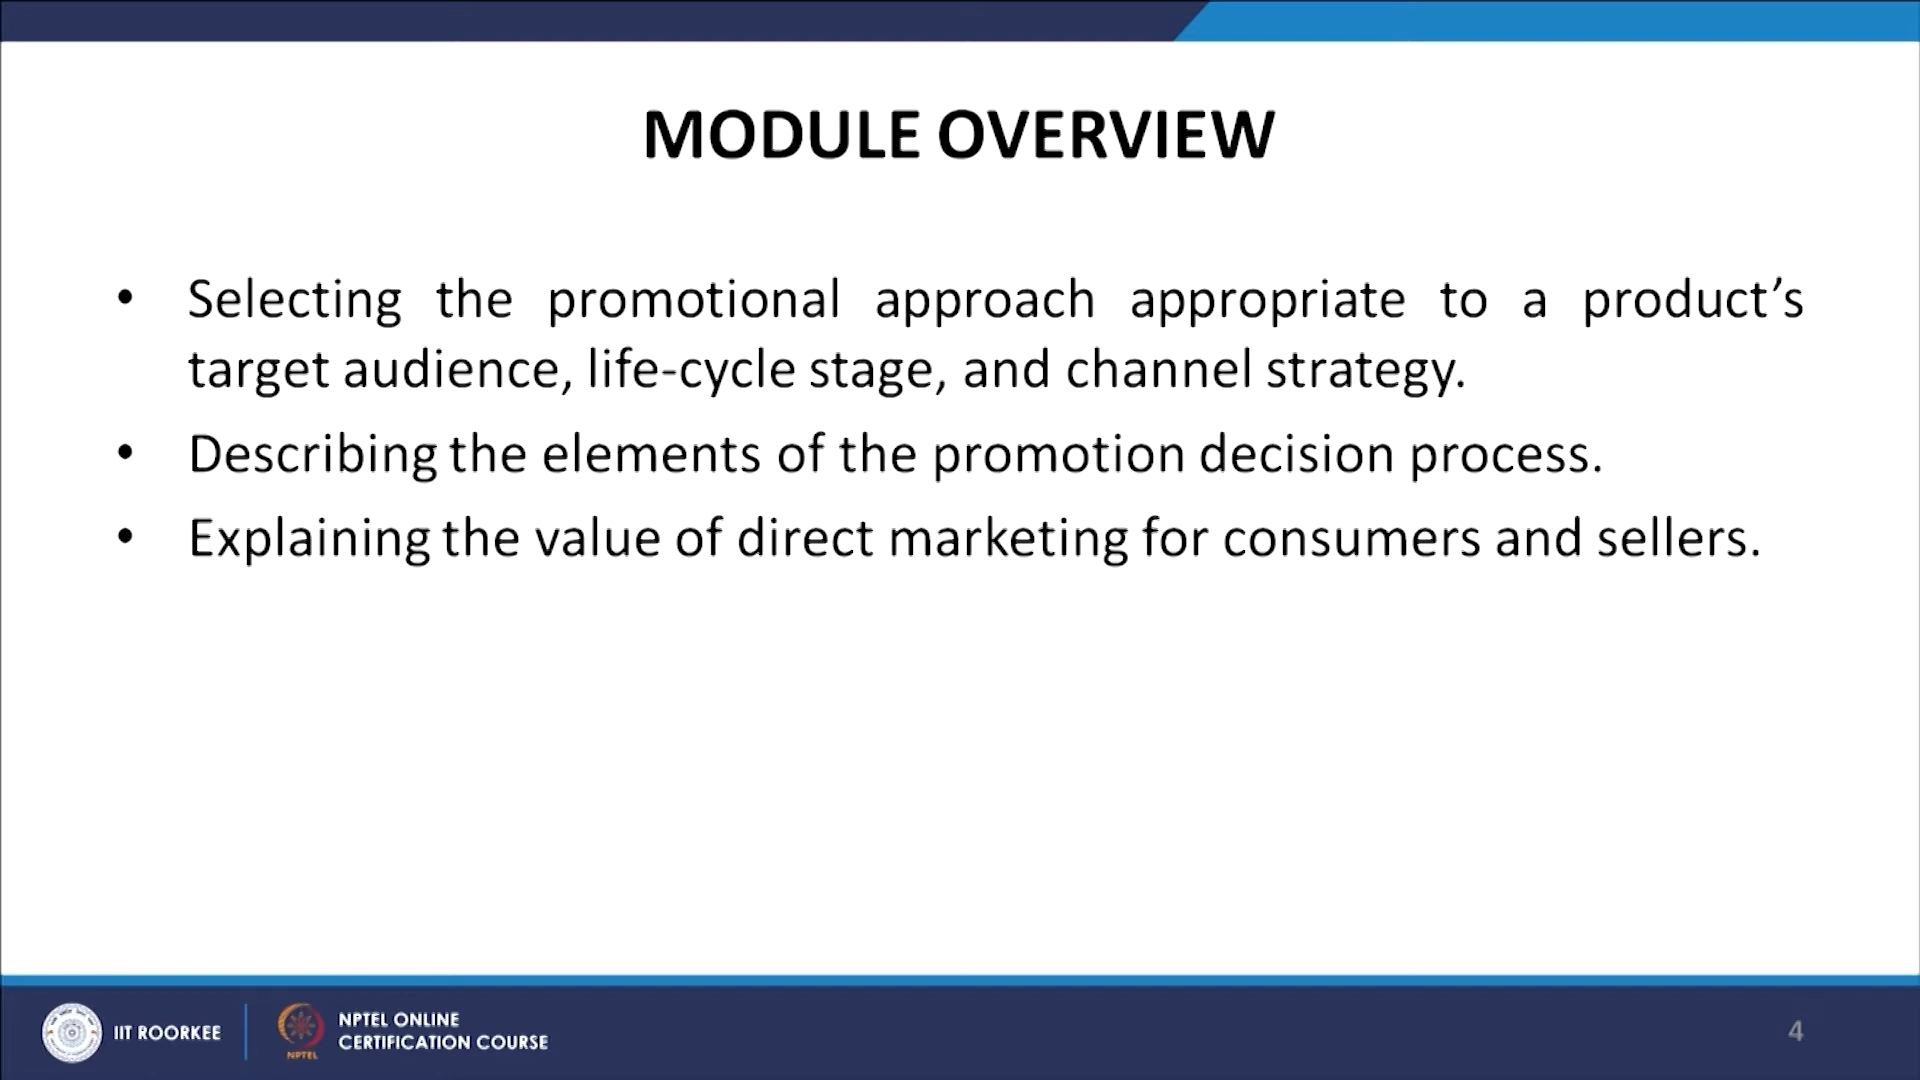 MODULE OVERVIEW
• Selecting the promotional approach appropriate to a product’s
target audience, life-cycle stage, and channel strategy.
• Describing the elements of the promotion decision process.
• Explaining the value of direct marketing for consumers and sellers.
IIT ROORKEE
NPTEL
NPTEL ONLINE
CERTIFICATION COURSE
4